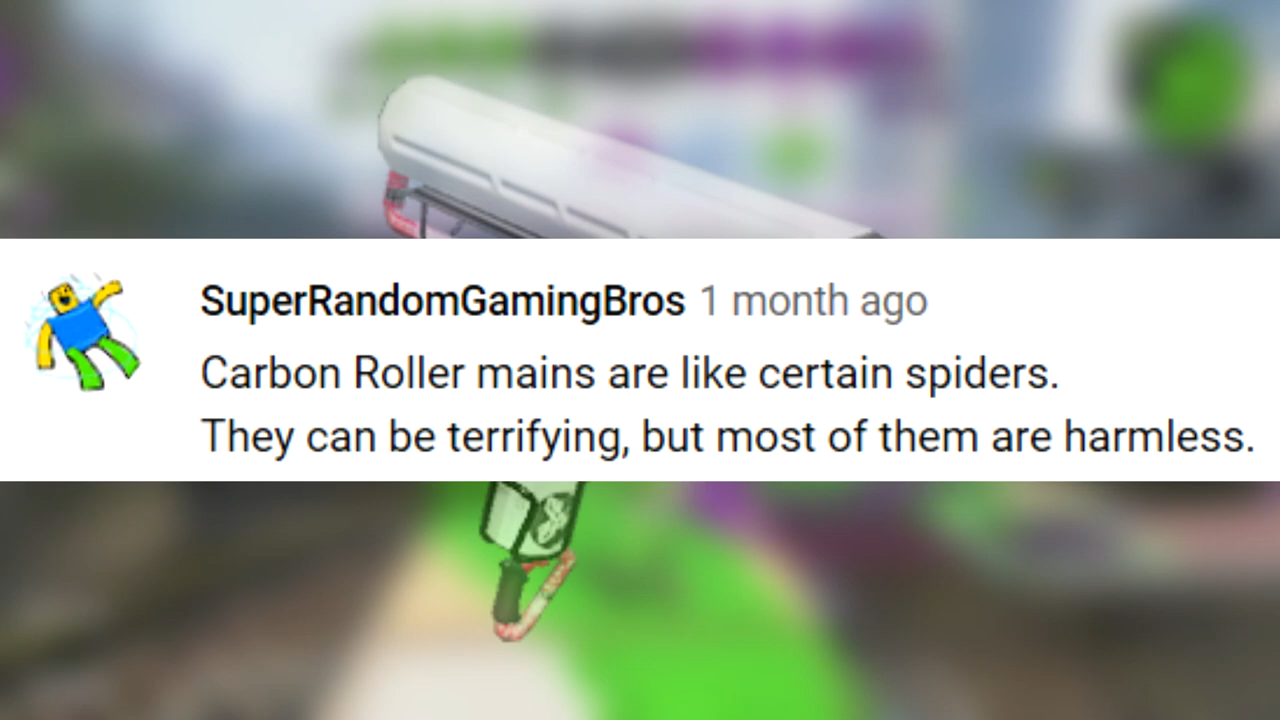 SuperRandomGamingBros 1 month ago
Carbon Roller mains are like certain spiders.
They can be terrifying, but most of them are harmless.